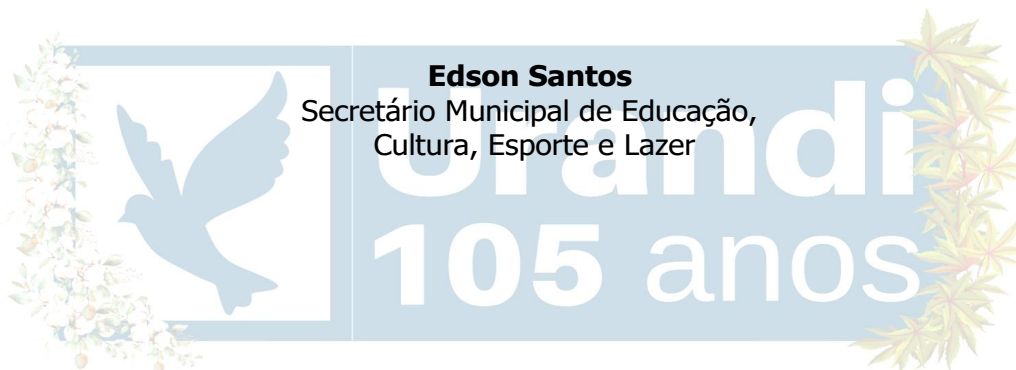 Edson Santos
Secretário Municipal de Educação,
Cultura, Esporte e Lazer
Urandi
105 anos